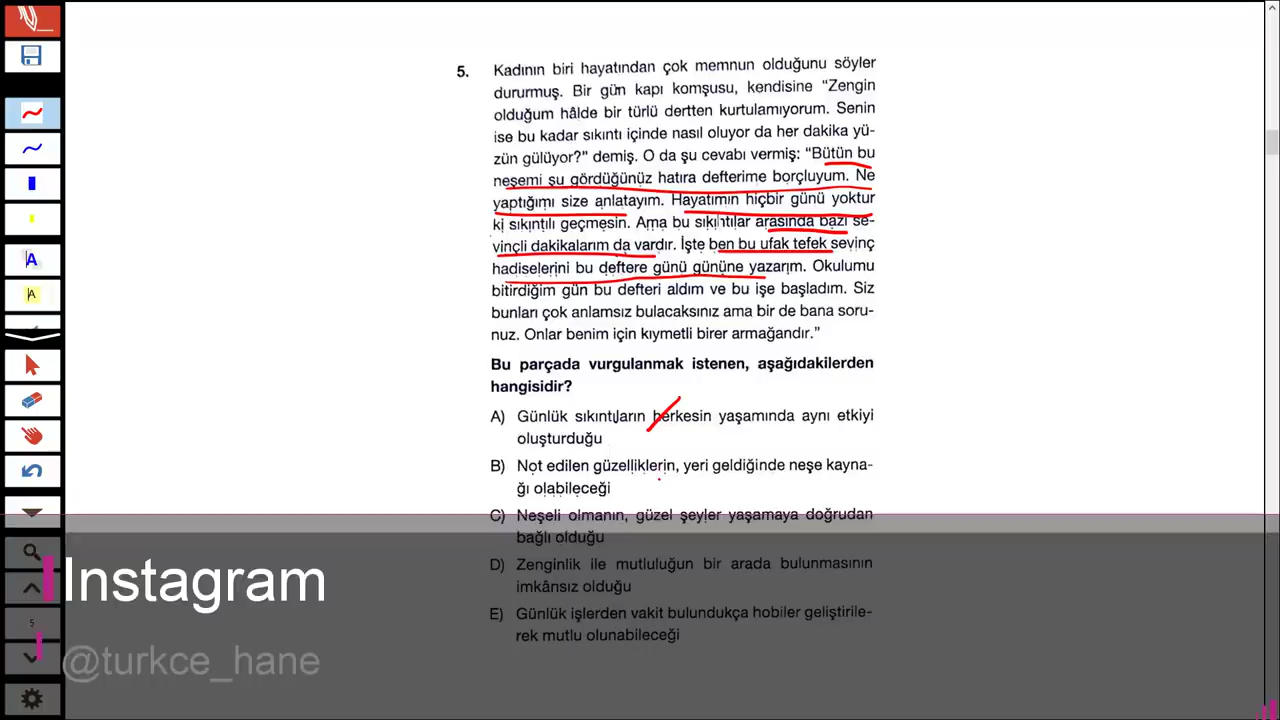 5. Kadının biri hayatından çok memnun olduğunu söyler
dururmuş. Bir gün kapı komşusu, kendisine “Zengin
olduğum hâlde bir türlü dertten kurtulamıyorum. Senin
ise bu kadar sıkıntı içinde nasıl oluyor da her dakika yü-
zün gülüyor?” demiş. O da şu cevabı vermiş: “Bütün bu
neşemi şu gördüğünüz hatıra defterime borçluyum. Ne
yaptığımı size anlatayım. Hayatımın hiçbir günü yoktur
ki sıkıntılı geçmesin. Ama bu sıkıntılar arasında bazı se-
vinçli dakikalarım da vardır. İşte ben bu ufak tefek sevinç
hadiselerini bu deftere günü gününe yazarım. Okulumu
bitirdiğim gün bu defteri aldım ve bu işe başladım. Siz
bunları çok anlamsız bulacaksınız ama bir de bana soru-
nuz. Onlar benim için kıymetli birer armağandır.”
Bu parçada vurgulanmak istenen, aşağıdakilerden
hangisidir?
A) Günlük sıkıntıların herkesin yaşamında aynı etkiyi
oluşturduğu
B) Not edilen güzelliklerin, yeri geldiğinde neşe kayna-
ğı olabileceği
C) Neşeli olmanın, güzel şeyler yaşamaya doğrudan
bağlı olduğu
D) Zenginlik ile mutluluğun bir arada bulunmasının
imkânsız olduğu
E) Günlük işlerden vakit bulundukça hobiler geliştirile-
rek mutlu olunabileceği
A
A
5
Instagram
@turkce_hane